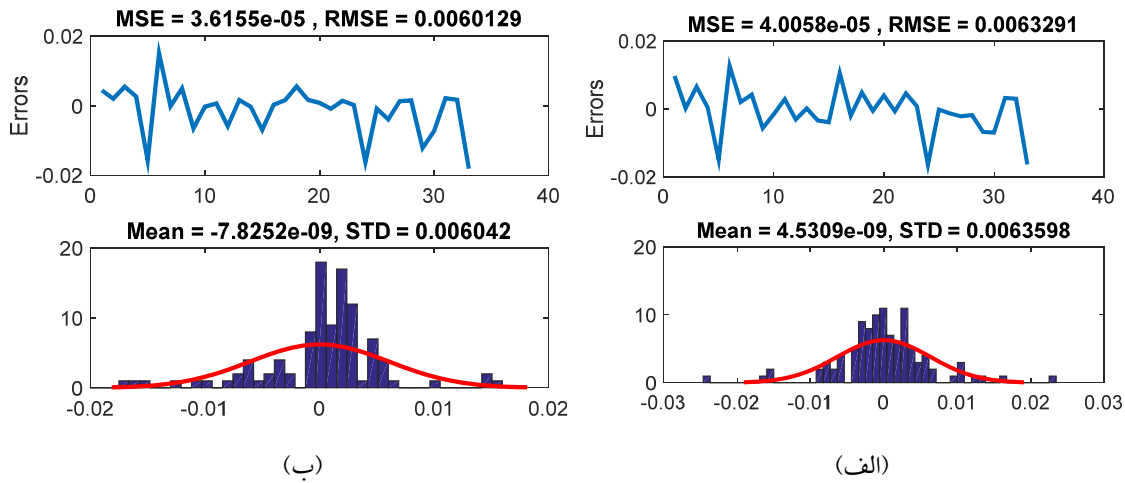 MSE = 3.6155e-05 , RMSE = 0.0060129
0.02
0
-0.02
Errors
0 10 20 30 40
Mean = -7.8252e-09, STD = 0.006042
20
10
0
-0.02 -0.01 0 0.01 0.02
(ب)
MSE = 4.0058e-05 , RMSE = 0.0063291
0.02
0
-0.02
Errors
0 10 20 30 40
Mean = 4.5309e-09, STD = 0.0063598
20
10
0
-0.03 -0.02 -0.01 0 0.01 0.02 0.03
(الف)